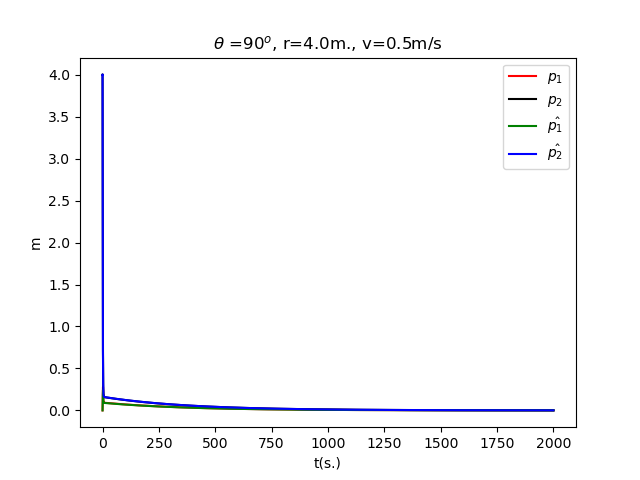 θ =90ᵒ, r=4.0m., v=0.5m/s
4.0
3.5
3.0
2.5
2.0
1.5
1.0
0.5
0.0
m
p₁
p₂
p̂₁
p̂₂
0 250 500 750 1000 1250 1500 1750 2000
t(s.)